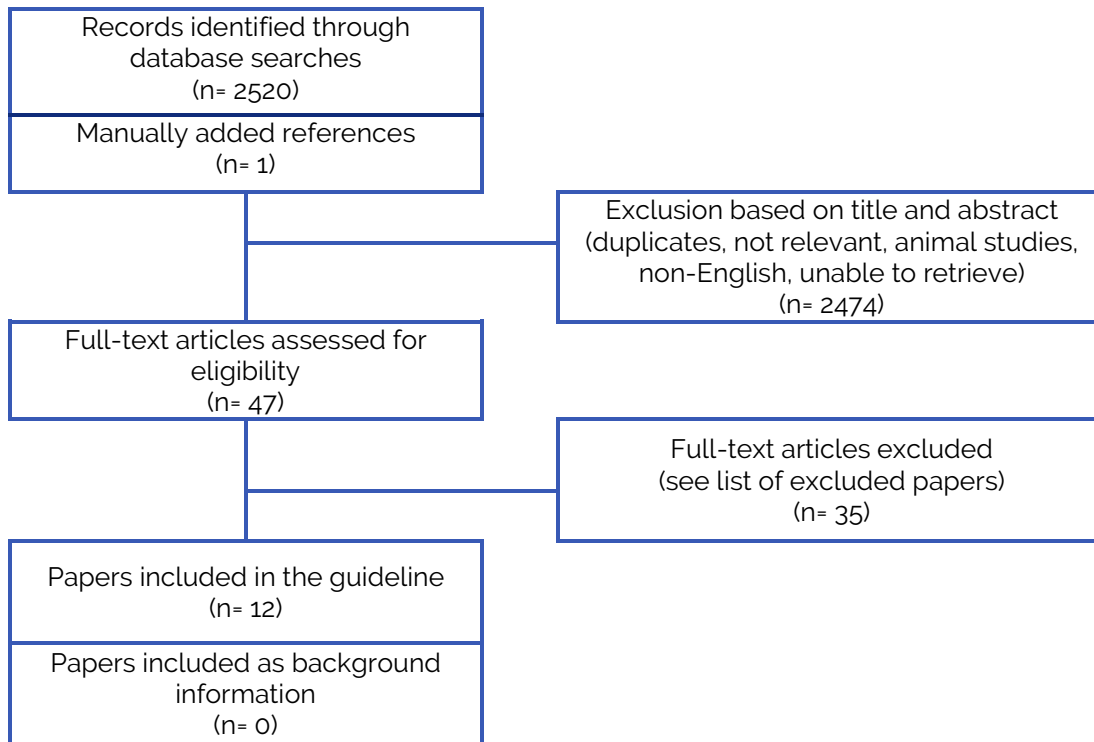 Records identified through
database searches
(n= 2520)
Manually added references
(n= 1)
Exclusion based on title and abstract
(duplicates, not relevant, animal studies,
non-English, unable to retrieve)
(n= 2474)
Full-text articles assessed for
eligibility
(n= 47)
Full-text articles excluded
(see list of excluded papers)
(n= 35)
Papers included in the guideline
(n= 12)
Papers included as background
information
(n= 0)